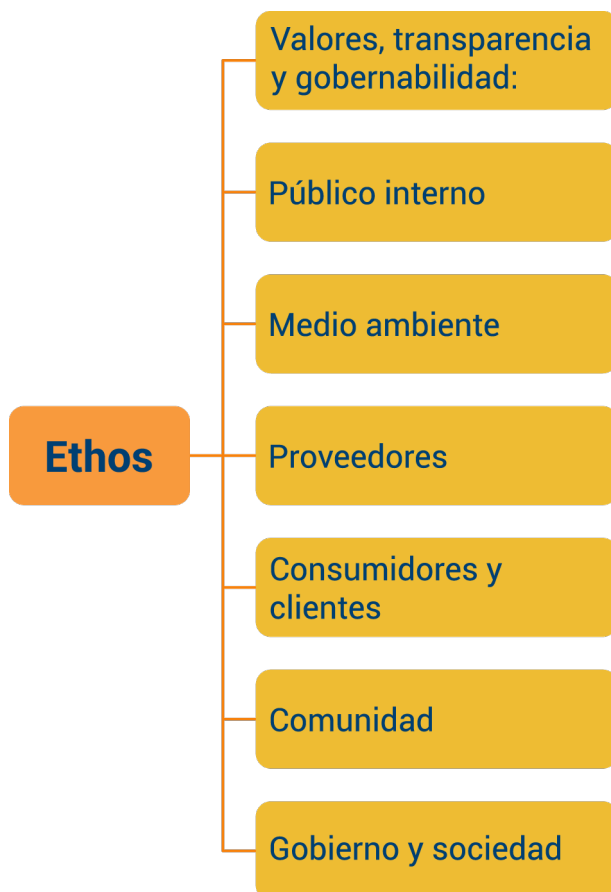 Valores, transparencia
y gobernabilidad:
Público interno
Medio ambiente
Ethos
Proveedores
Consumidores y
clientes
Comunidad
Gobierno y sociedad